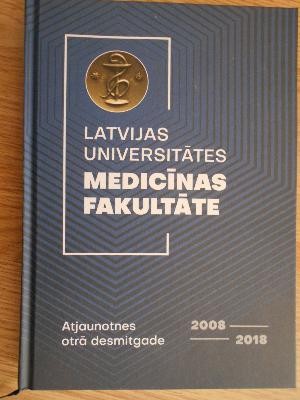 LATVIJAS
UNIVERSITĀTES
MEDICĪNAS
FAKULTĀTE
Atjaunotnes
otrā desmitgade
2008
2018